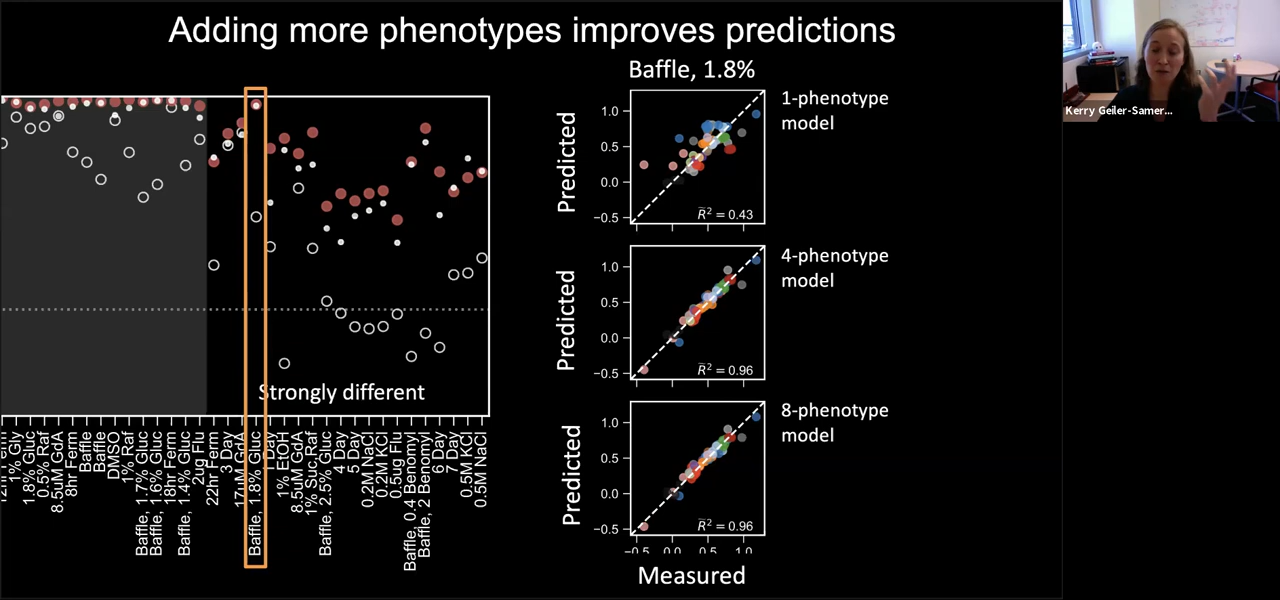 Adding more phenotypes improves predictions
Baffle, 1.8%
Kerry Geiler-Samer...
1-phenotype
model
Predicted
1.0
0.5
0.0
−0.5
R̃² = 0.43
4-phenotype
model
Predicted
1.0
0.5
0.0
−0.5
R̃² = 0.96
8-phenotype
model
Predicted
1.0
0.5
0.0
−0.5
R̃² = 0.96
−0.5 0.0 0.5 1.0
Measured
Strongly different
1% Gly
1.8% Gluc
0.5% Raf
8.5uM GdA
8hr Ferm
Baffle
Baffle
DMSO
1% Raf
Baffle, 1.7% Gluc
Baffle, 1.6% Gluc
18hr Ferm
Baffle, 1.4% Gluc
2ug Flu
22hr Ferm
3 Day
17uM GdA
Baffle, 1.8% Gluc
Day
1% EtOH
8.5uM GdA
1% Suc,Raf
Baffle, 2.5% Gluc
4 Day
5 Day
0.2M NaCl
0.2M KCl
0.5ug Flu
Baffle, 0.4 Benomyl
Baffle, 2 Benomyl
6 Day
7 Day
0.5M KCl
0.5M NaCl